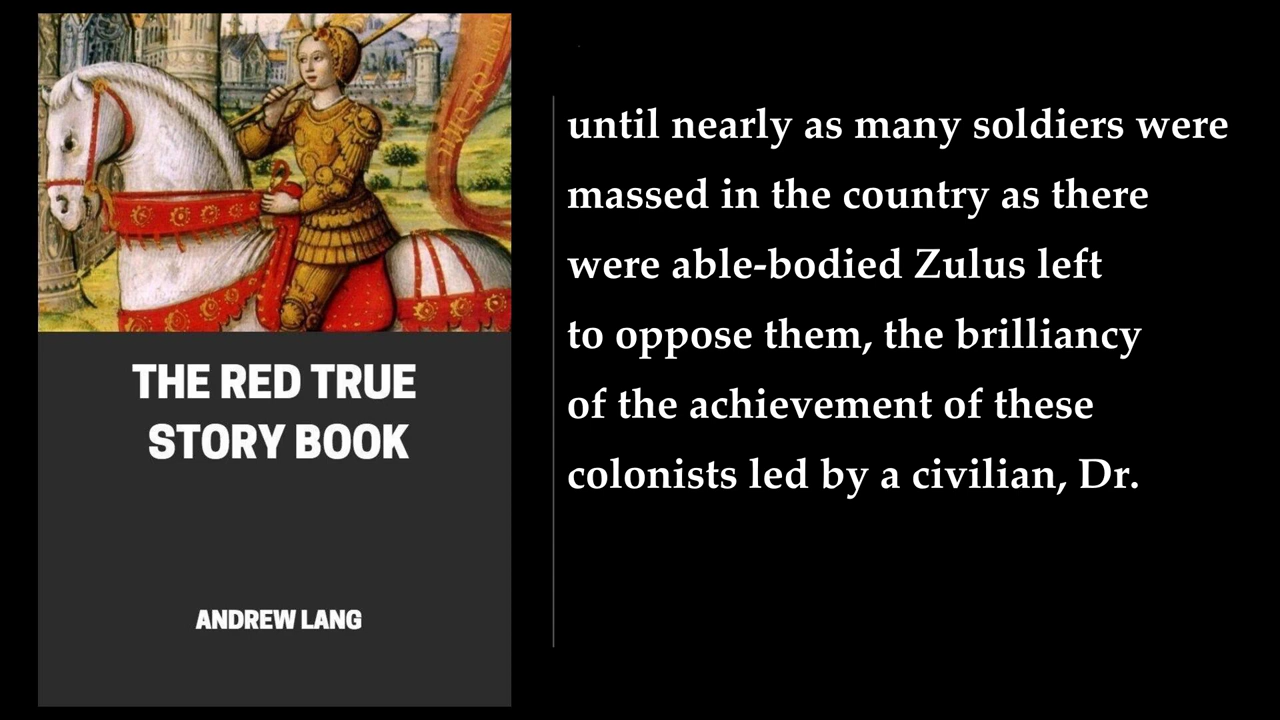 THE RED TRUE
STORY BOOK
ANDREW LANG
until nearly as many soldiers were
massed in the country as there
were able-bodied Zulus left
to oppose them, the brilliancy
of the achievement of these
colonists led by a civilian, Dr.